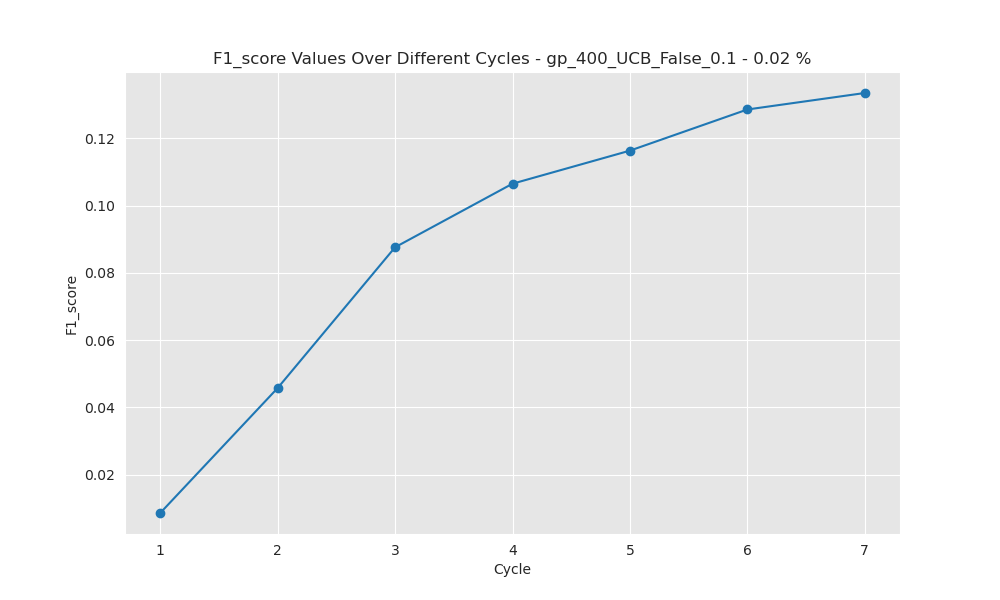 F1_score Values Over Different Cycles - gp_400_UCB_False_0.1 - 0.02 %
0.12
0.10
0.08
0.06
0.04
0.02
F1_score
1 2 3 4 5 6 7
Cycle